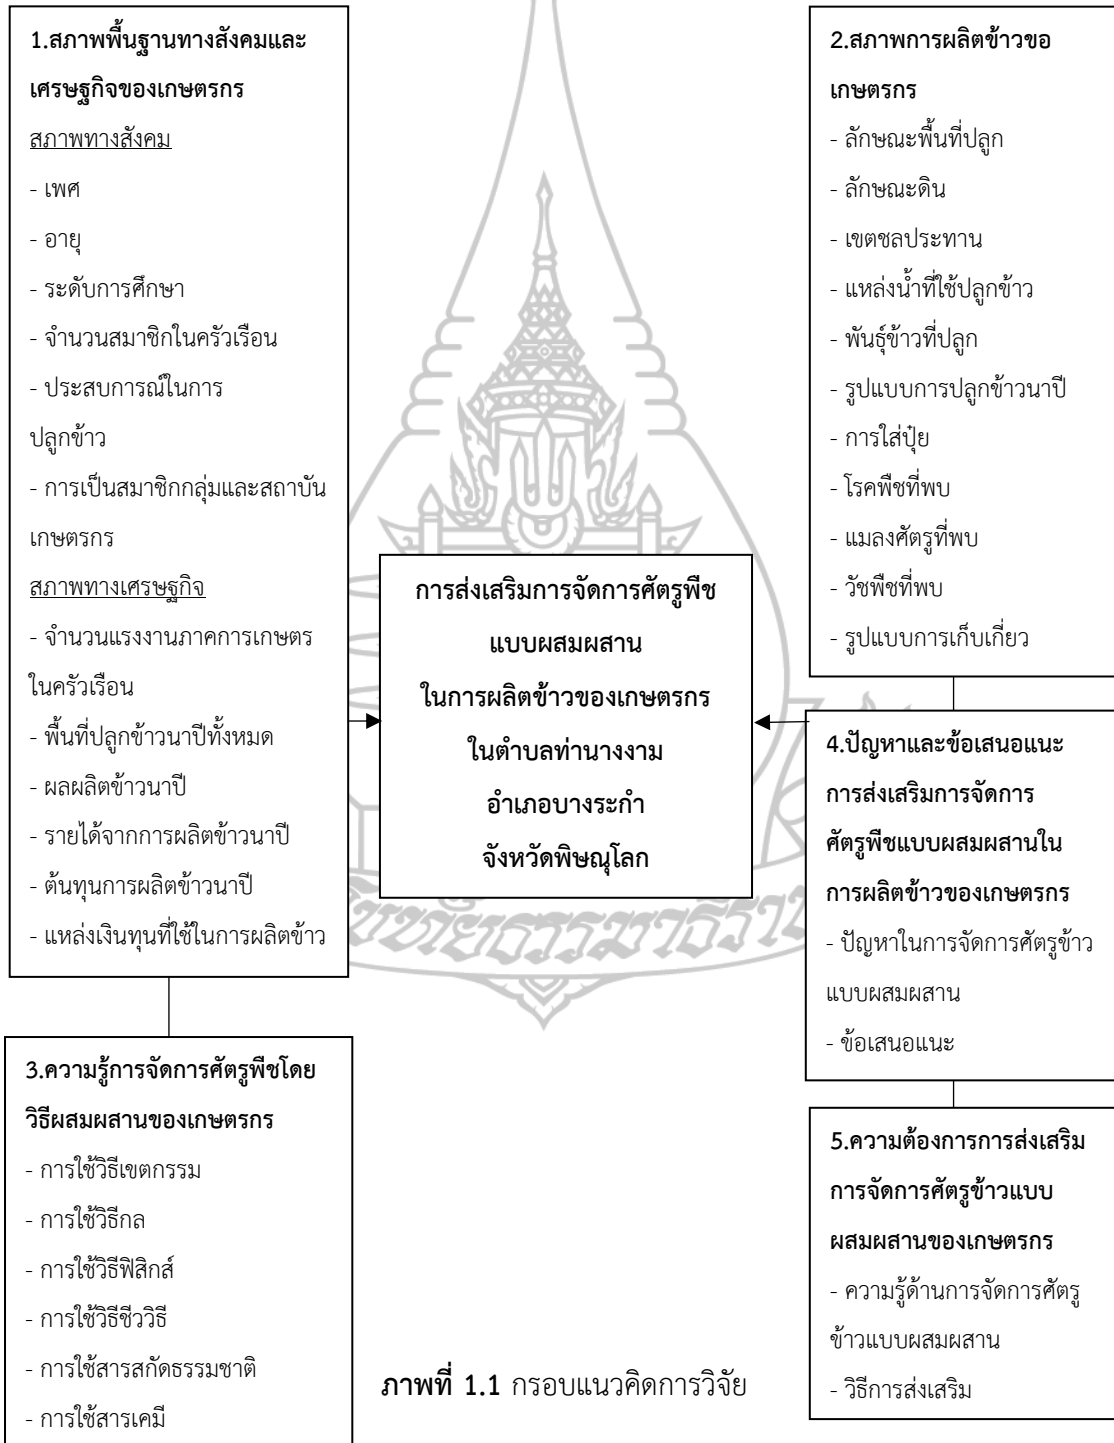 1.สภาพพื้นฐานทางสังคมและ
เศรษฐกิจของเกษตรกร
สภาพทางสังคม
- เพศ
- อายุ
- ระดับการศึกษา
- จำนวนสมาชิกในครัวเรือน
- ประสบการณ์ในการ
ปลูกข้าว
- การเป็นสมาชิกกลุ่มและสถาบัน
เกษตรกร
สภาพทางเศรษฐกิจ
- จำนวนแรงงานภาคการเกษตร
ในครัวเรือน
- พื้นที่ปลูกข้าวนาปีทั้งหมด
- ผลผลิตข้าวนาปี
- รายได้จากการผลิตข้าวนาปี
- ต้นทุนการผลิตข้าวนาปี
- แหล่งเงินทุนที่ใช้ในการผลิตข้าว
3.ความรู้การจัดการศัตรูพืชโดย
วิธีผสมผสานของเกษตรกร
- การใช้วิธีเขตกรรม
- การใช้วิธีกล
- การใช้วิธีฟิสิกส์
- การใช้วิธีชีววิธี
- การใช้สารสกัดธรรมชาติ
- การใช้สารเคมี
การส่งเสริมการจัดการศัตรูพืช
แบบผสมผสาน
ในการผลิตข้าวของเกษตรกร
ในตำบลท่านางงาม
อำเภอบางระกำ
จังหวัดพิษณุโลก
2.สภาพการผลิตข้าวขอ
เกษตรกร
- ลักษณะพื้นที่ปลูก
- ลักษณะดิน
- เขตชลประทาน
- แหล่งน้ำที่ใช้ปลูกข้าว
- พันธุ์ข้าวที่ปลูก
- รูปแบบการปลูกข้าวนาปี
- การใส่ปุ๋ย
- โรคพืชที่พบ
- แมลงศัตรูที่พบ
- วัชพืชที่พบ
- รูปแบบการเก็บเกี่ยว
4.ปัญหาและข้อเสนอแนะ
การส่งเสริมการจัดการ
ศัตรูพืชแบบผสมผสานใน
การผลิตข้าวของเกษตรกร
- ปัญหาในการจัดการศัตรูข้าว
แบบผสมผสาน
- ข้อเสนอแนะ
5.ความต้องการการส่งเสริม
การจัดการศัตรูข้าวแบบ
ผสมผสานของเกษตรกร
- ความรู้ด้านการจัดการศัตรู
ข้าวแบบผสมผสาน
- วิธีการส่งเสริม
ภาพที่ 1.1 กรอบแนวคิดการวิจัย